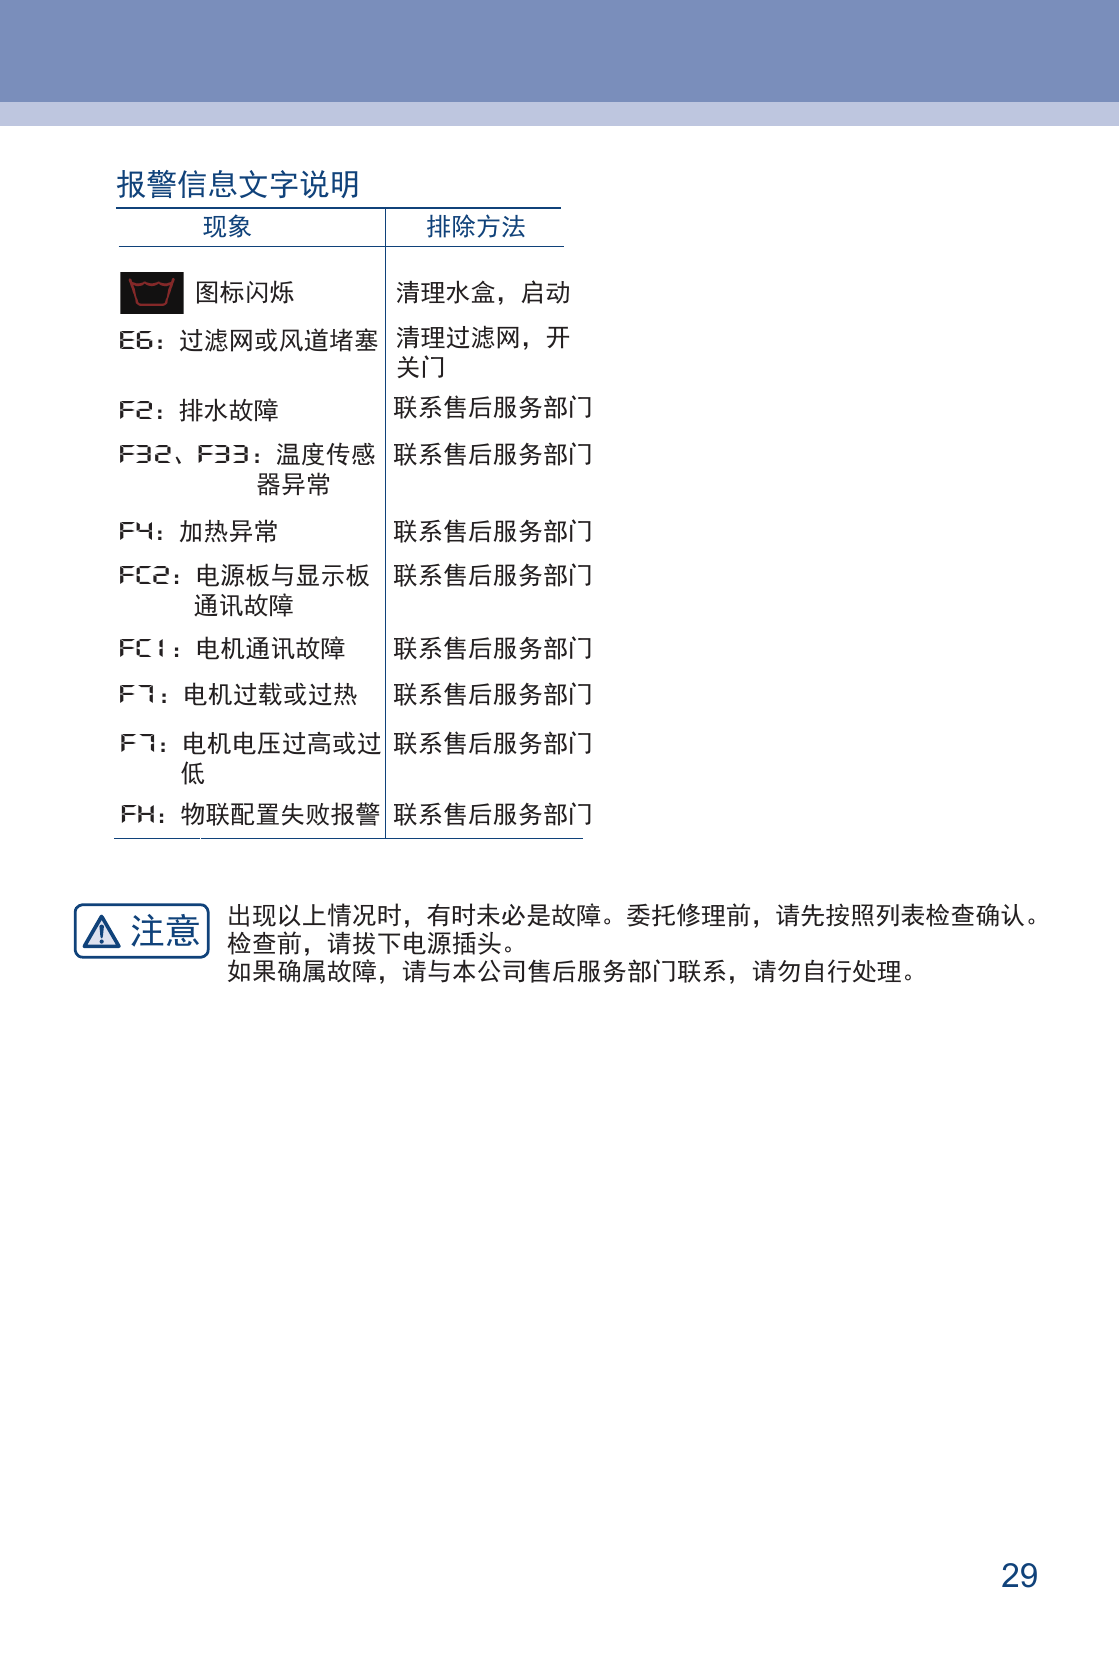 报警信息文字说明
现象 排除方法
图标闪烁 清理水盒，启动
E6：过滤网或风道堵塞 清理过滤网，开
关门
F2：排水故障 联系售后服务部门
F32、F33：温度传感 联系售后服务部门
器异常
F4：加热异常 联系售后服务部门
FC2：电源板与显示板 联系售后服务部门
通讯故障
FC1：电机通讯故障 联系售后服务部门
F7：电机过载或过热 联系售后服务部门
F7：电机电压过高或过 联系售后服务部门
低
FH：物联配置失败报警 联系售后服务部门
注意
出现以上情况时，有时未必是故障。委托修理前，请先按照列表检查确认。
检查前，请拔下电源插头。
如果确属故障，请与本公司售后服务部门联系，请勿自行处理。
29